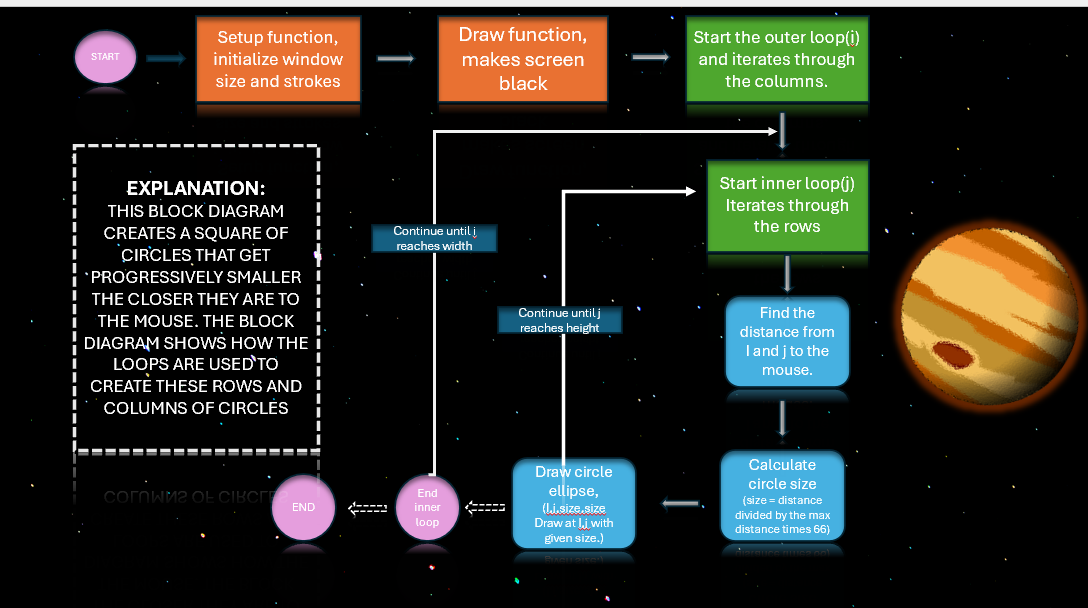 START
Setup function,
initialize window
size and strokes
Draw function,
makes screen
black
Start the outer loop(i)
and iterates through
the columns.
Start inner loop(j)
Iterates through
the rows
Continue until i
reaches width
Continue until j
reaches height
EXPLANATION:
THIS BLOCK DIAGRAM
CREATES A SQUARE OF
CIRCLES THAT GET
PROGRESSIVELY SMALLER
THE CLOSER THEY ARE TO
THE MOUSE. THE BLOCK
DIAGRAM SHOWS HOW THE
LOOPS ARE USED TO
CREATE THESE ROWS AND
COLUMNS OF CIRCLES
Find the
distance from
I and j to the
mouse.
Calculate
circle size
(size = distance
divided by the max
distance times 66)
Draw circle
ellipse,
(I,j,size,size
Draw at I,j with
given size.)
End
inner
loop
END